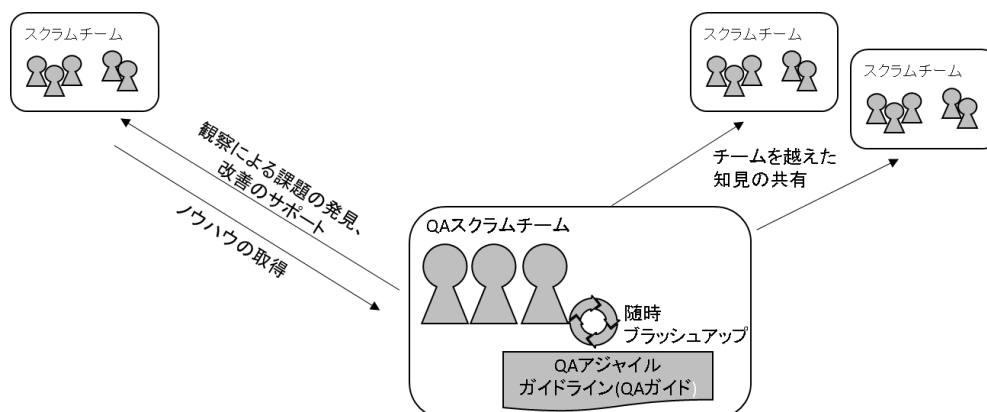 スクラムチーム
スクラムチーム
スクラムチーム
観察による課題の発見、
改善のサポート
ノウハウの取得
チームを越えた
知見の共有
QAスクラムチーム
随時
ブラッシュアップ
QAアジャイル
ガイドライン(QAガイド)